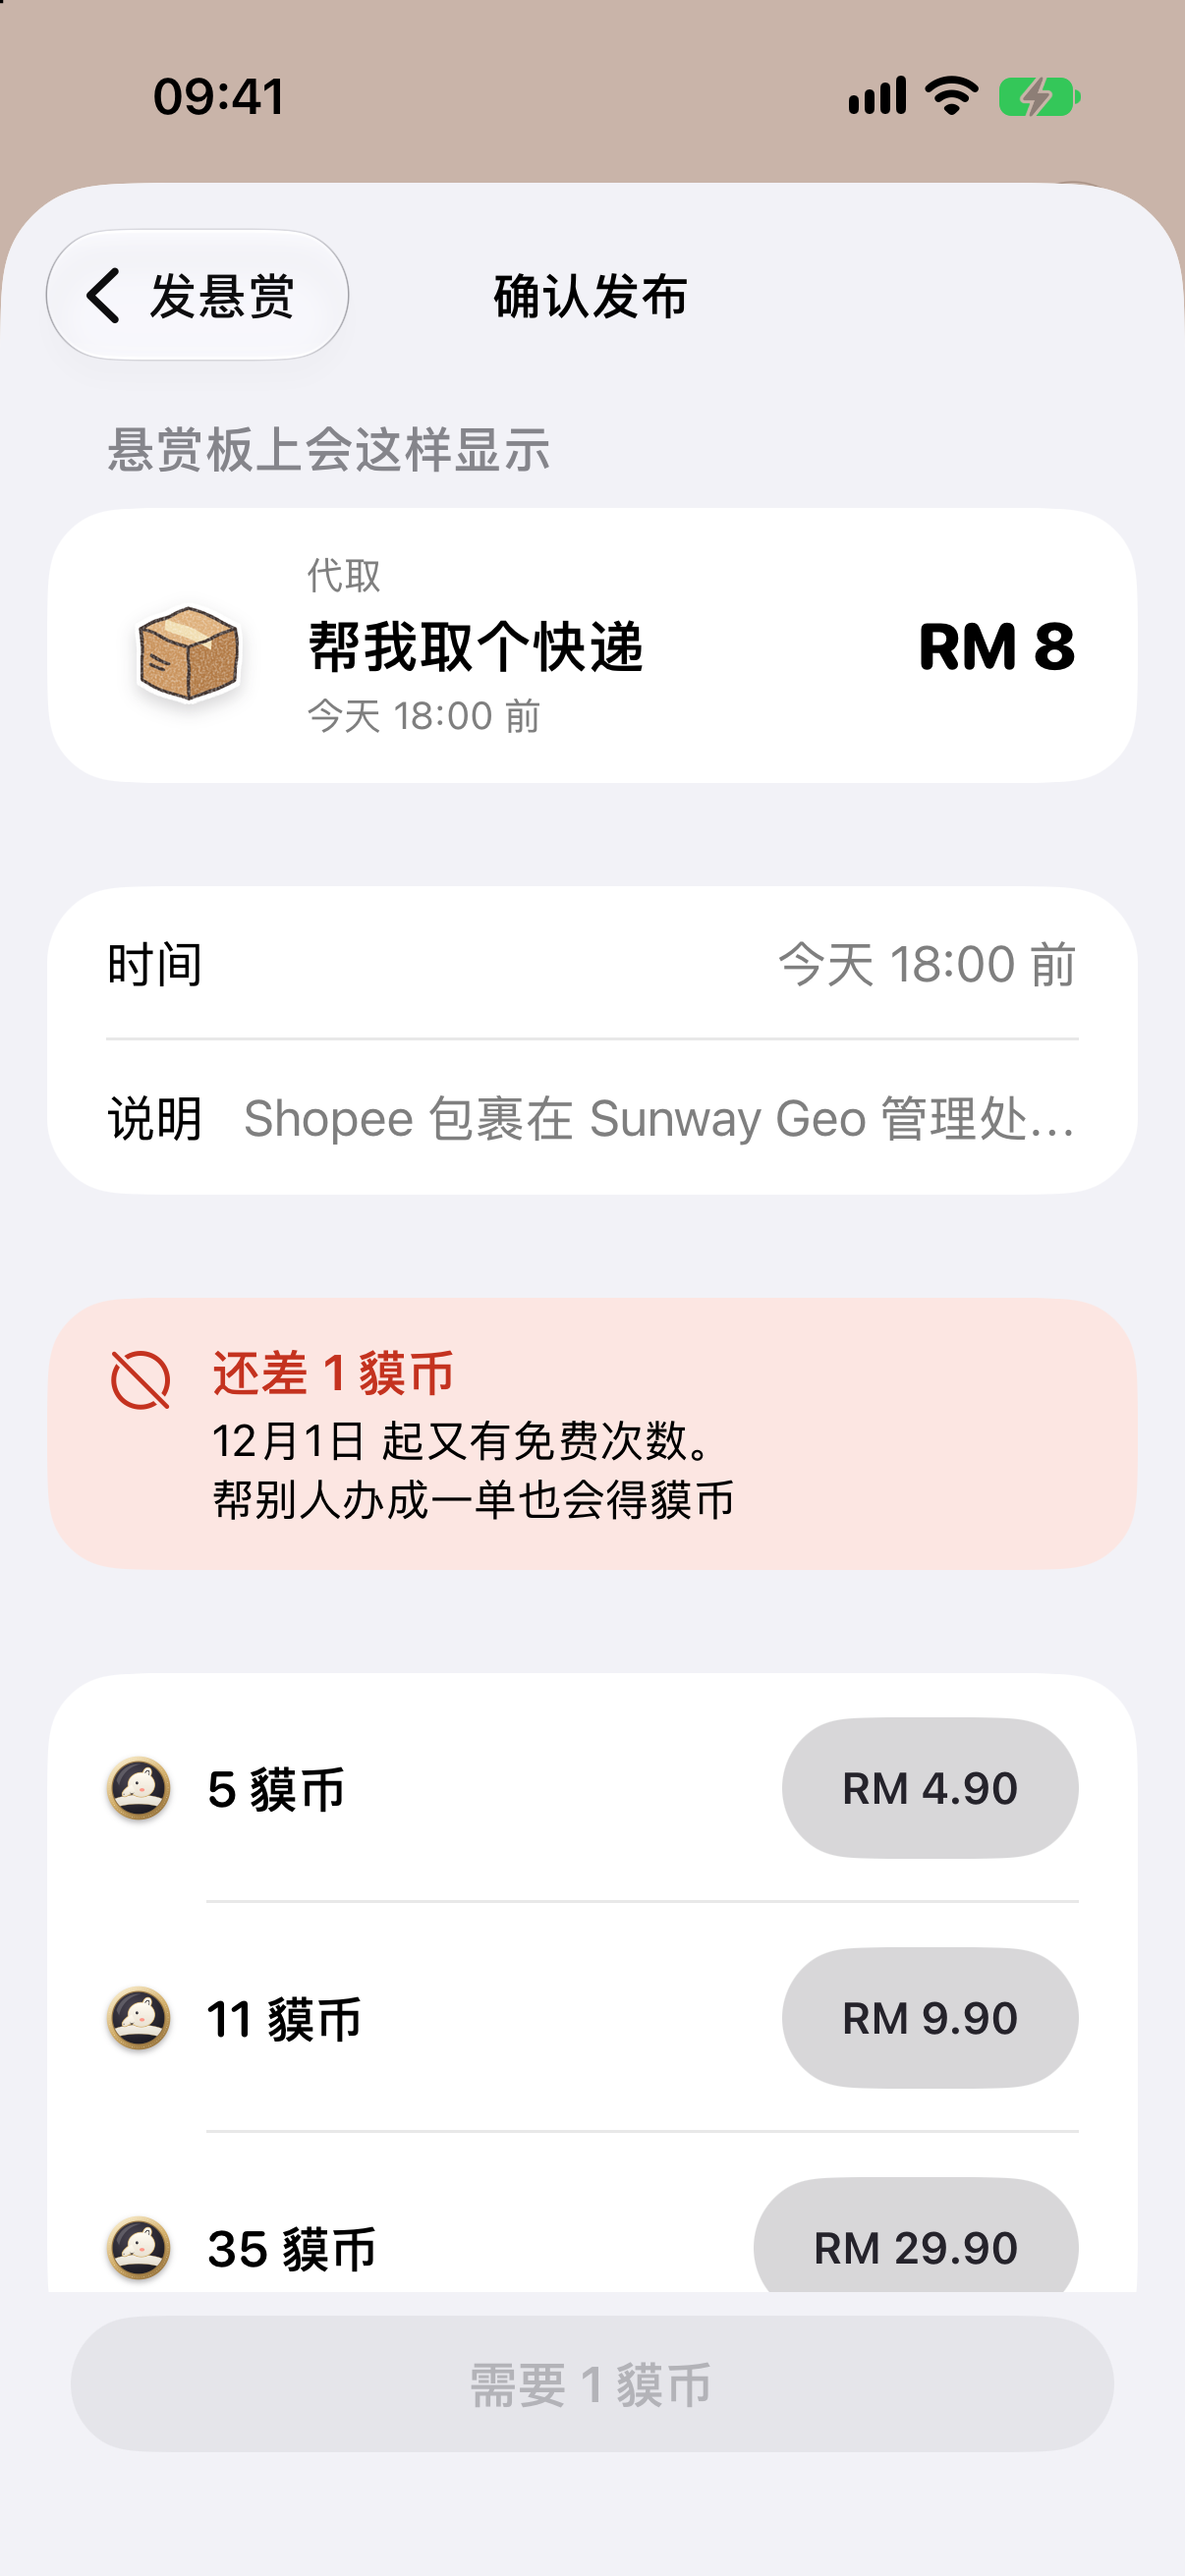 09:41
发悬赏
确认发布
悬赏板上会这样显示
代取
帮我取个快递
RM 8
今天 18:00 前
时间
今天 18:00 前
说明
Shopee 包裹在 Sunway Geo 管理处…
还差 1 貘币
12月1日 起又有免费次数。
帮别人办成一单也会得貘币
5 貘币
RM 4.90
11 貘币
RM 9.90
35 貘币
RM 29.90
需要 1 貘币